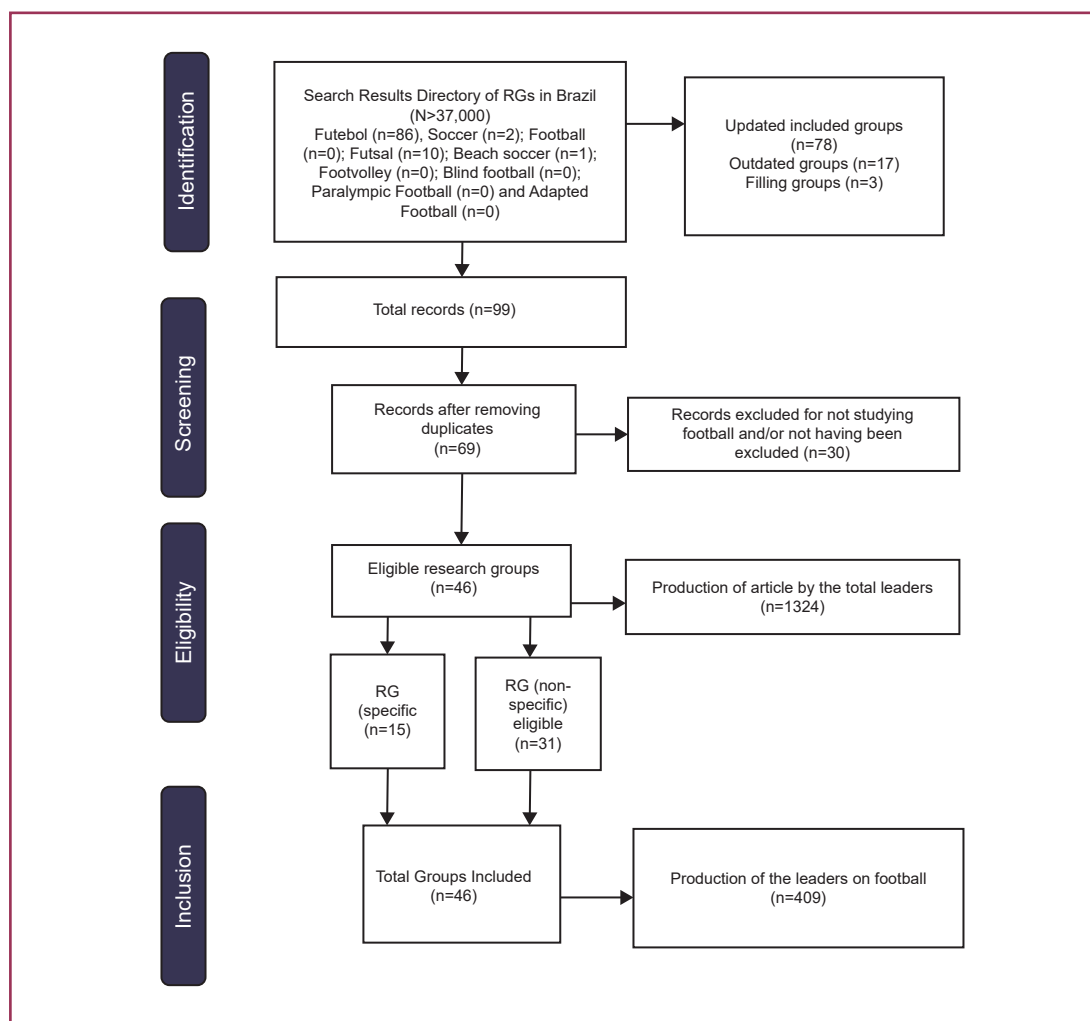 Identification
Search Results Directory of RGs in Brazil
(N>37,000)
Futebol (n=86), Soccer (n=2); Football
(n=0); Futsal (n=10); Beach soccer (n=1);
Footvolley (n=0); Blind football (n=0);
Paralympic Football (n=0) and Adapted
Football (n=0)
Updated included groups
(n=78)
Outdated groups (n=17)
Filling groups (n=3)
Screening
Total records (n=99)
Records after removing
duplicates
(n=69)
Records excluded for not studying
football and/or not having been
excluded (n=30)
Eligibility
Eligible research groups
(n=46)
Production of article by the total leaders
(n=1324)
RG
(specific
(n=15)
RG (non-
specific)
eligible
(n=31)
Inclusion
Total Groups Included
(n=46)
Production of the leaders on football
(n=409)